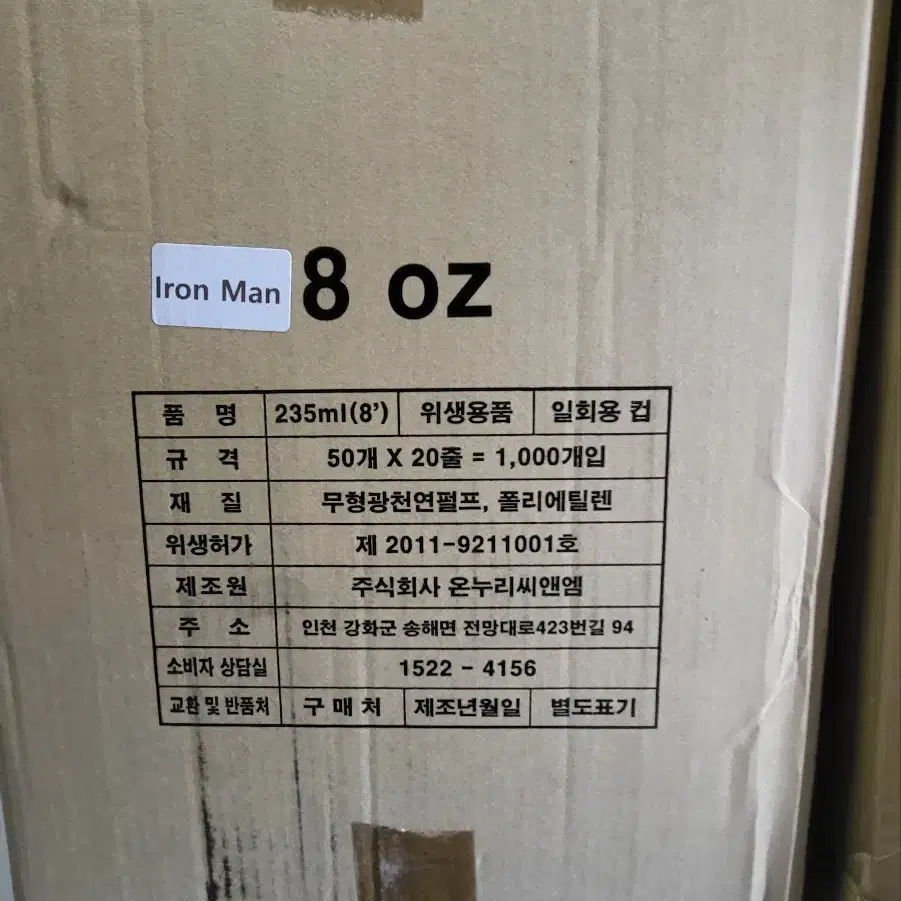 Iron Man 8 oz
품 명 235ml(8') 위생용품 일회용 컵
규 격 50개 X 20줄 = 1,000개입
재 질 무형광천연펄프, 폴리에틸렌
위생허가 제 2011-9211001호
제조원 주식회사 온누리씨앤엠
주 소 인천 강화군 송해면 전망대로423번길 94
소비자 상담실 1522 - 4156
교환 및 반품처 구 매 처 제조년월일 별도표기